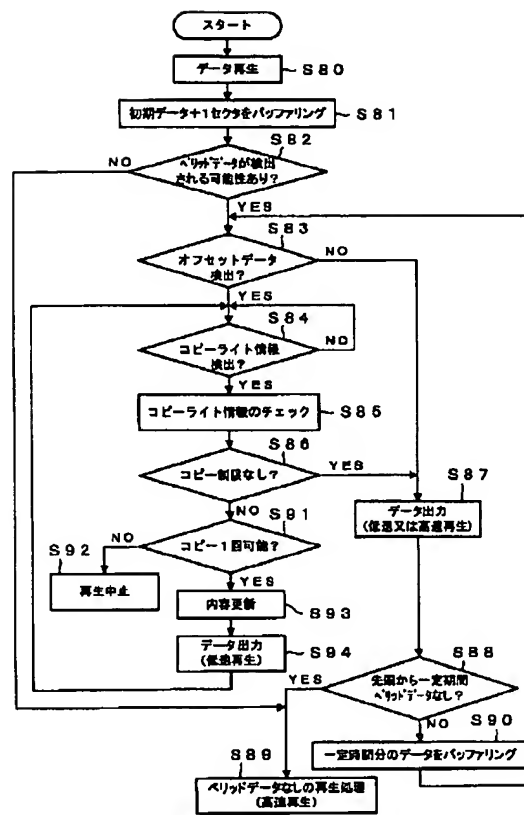 スタート
データ再生
S80
初期データ+1セクタをバッファリング
S81
S82
NO
ベリッドデータが検出
される可能性あり?
YES
S83
オフセットデータ
検出?
NO
YES
S84
コピーライト情報
検出?
NO
YES
コピーライト情報のチェック
S85
S86
コピー制限なし?
YES
S87
データ出力
(低速又は高速再生)
NO
S91
コピー1回可能?
NO
S92
再生中止
YES
内容更新
S93
データ出力
(低速再生)
S94
S88
先頭から一定期間
ベリッドデータなし?
YES
NO
S90
一定時間分のデータをバッファリング
S89
ベリッドデータなしの再生処理
(高速再生)